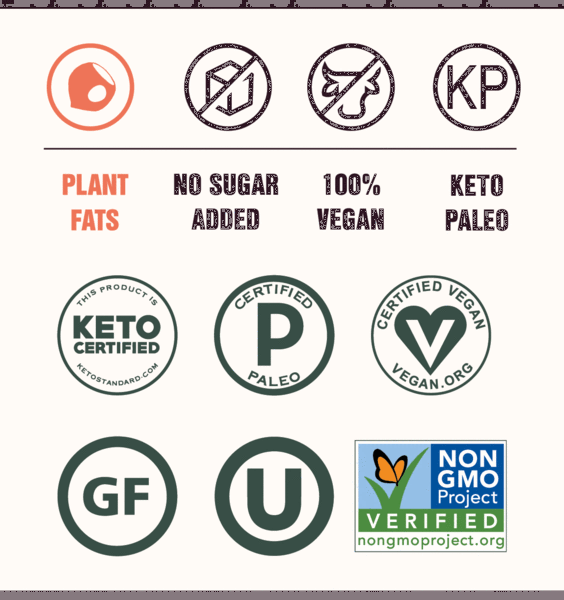 KP
PLANT
FATS
NO SUGAR
ADDED
100%
VEGAN
KETO
PALEO
THIS PRODUCT IS
KETO
CERTIFIED
KETOSTANDARD.COM
CERTIFIED
P
PALEO
CERTIFIED VEGAN
V
VEGAN.ORG
GF
U
NON
GMO
Project
VERIFIED
nongmoproject.org